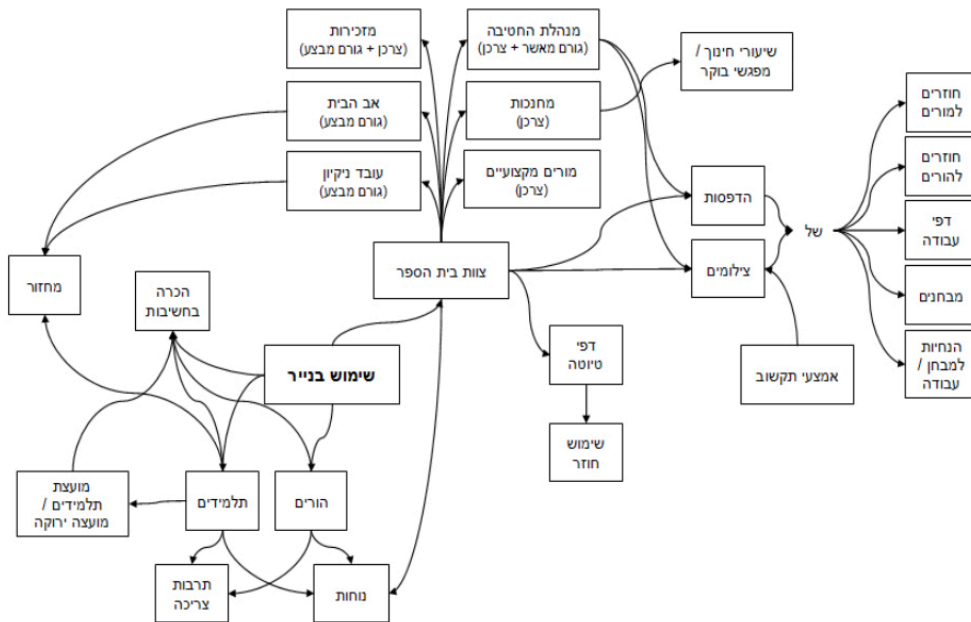 מזכירות
(צרכן + גורם מבצע)
מנהלת החטיבה
(גורם מאשר + צרכן)
שיעורי חינוך /
מפגשי בוקר
אב הבית
(גורם מבצע)
מחנכות
(צרכן)
חוזרים
למורים
עובד ניקיון
(גורם מבצע)
מורים מקצועיים
(צרכן)
חוזרים
להורים
הדפסות
של
דפי
עבודה
צוות בית הספר
צילומים
מחזור
הכרה
בחשיבות
מבחנים
שימוש בנייר
דפי
טיוטה
אמצעי תקשוב
הנחיות
למבחן /
עבודה
שימוש
חוזר
מועצת
תלמידים /
מועצה ירוקה
תלמידים
הורים
תרבות
צריכה
נוחות